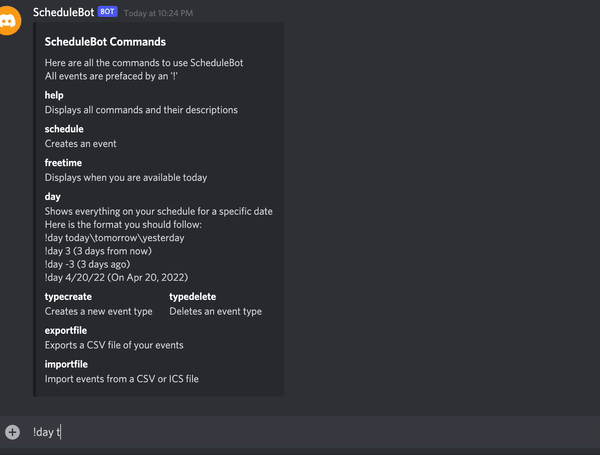 ScheduleBot BOT Today at 10:24 PM
ScheduleBot Commands
Here are all the commands to use ScheduleBot
All events are prefaced by an '!'
help
Displays all commands and their descriptions
schedule
Creates an event
freetime
Displays when you are available today
day
Shows everything on your schedule for a specific date
Here is the format you should follow:
!day today\tomorrow\yesterday
!day 3 (3 days from now)
!day -3 (3 days ago)
!day 4/20/22 (On Apr 20, 2022)
typecreate typedelete
Creates a new event type Deletes an event type
exportfile
Exports a CSV file of your events
importfile
Import events from a CSV or ICS file
!day t